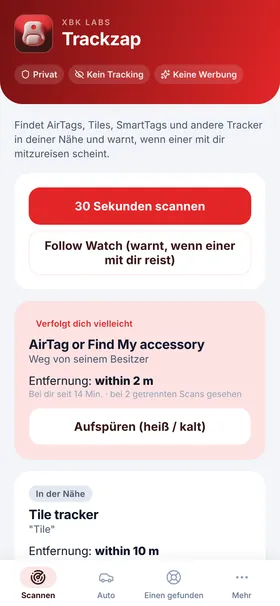 XBK LABS
Trackzap
Privat
Kein Tracking
Keine Werbung
Findet AirTags, Tiles, SmartTags und andere Tracker
in deiner Nähe und warnt, wenn einer mit dir
mitzureisen scheint.
30 Sekunden scannen
Follow Watch (warnt, wenn einer
mit dir reist)
Verfolgt dich vielleicht
AirTag or Find My accessory
Weg von seinem Besitzer
Entfernung: within 2 m
Bei dir seit 14 Min. · bei 2 getrennten Scans gesehen
Aufspüren (heiß / kalt)
In der Nähe
Tile tracker
"Tile"
Entfernung: within 10 m
Scannen
Auto
Einen gefunden
Mehr